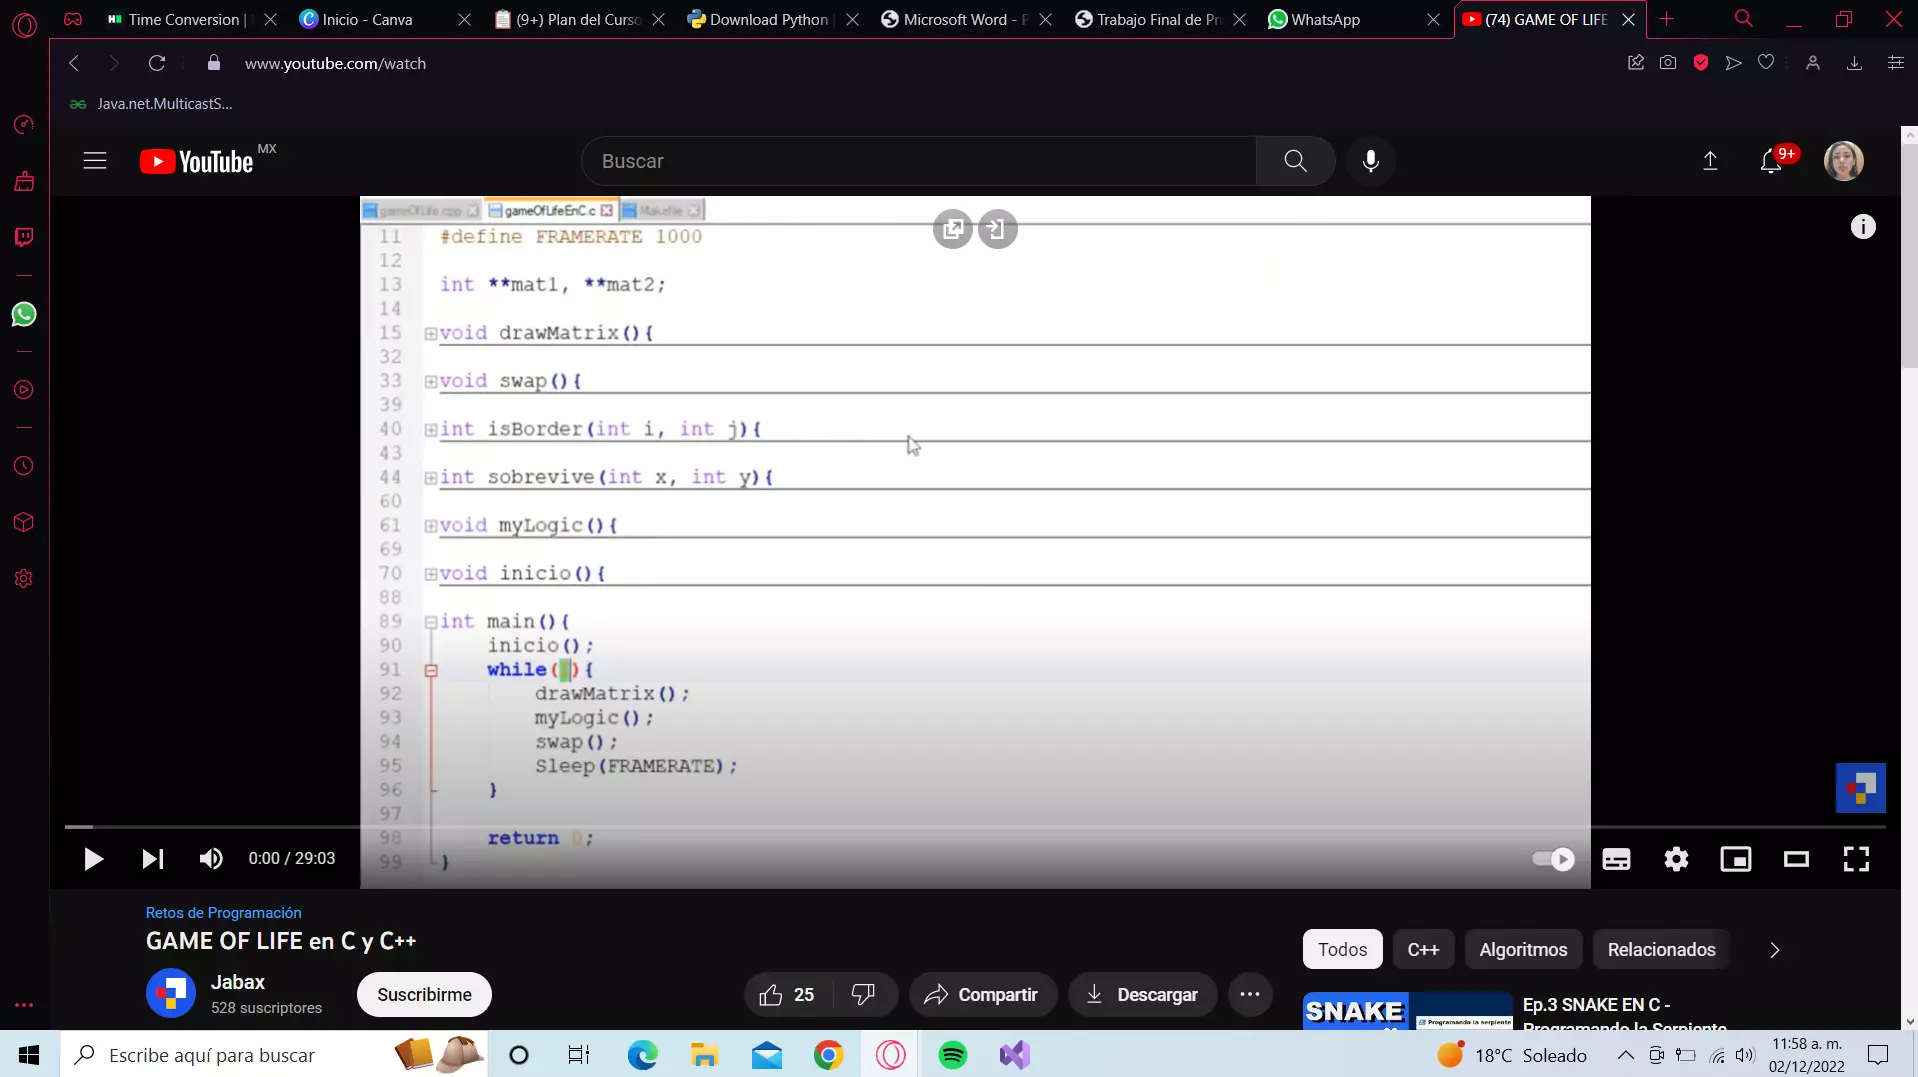 Time Conversion |
Inicio - Canva
(9+) Plan del Curso
Download Python |
Microsoft Word - P
Trabajo Final de Pr
WhatsApp
(74) GAME OF LIFE
www.youtube.com/watch
Java.net.MulticastS...
YouTube MX
Buscar
9+
gameOfLife.cpp gameOfLifeEnC.c Makefile
11 #define FRAMERATE 1000
12
13 int **mat1, **mat2;
14
15 void drawMatrix(){
32
33 void swap(){
39
40 int isBorder(int i, int j){
43
44 int sobrevive(int x, int y){
60
61 void myLogic(){
69
70 void inicio(){
88
89 int main(){
90 inicio();
91 while( ){
92 drawMatrix();
93 myLogic();
94 swap();
95 Sleep(FRAMERATE);
96 }
97
98 return 0;
99 }
0:00 / 29:03
Retos de Programación
GAME OF LIFE en C y C++
Jabax
528 suscriptores
Suscribirme
25
Compartir
Descargar
Todos
C++
Algoritmos
Relacionados
SNAKE
Programando la serpiente
Ep.3 SNAKE EN C -
Programando la Serpiente
Escribe aquí para buscar
18°C Soleado
11:58 a. m.
02/12/2022